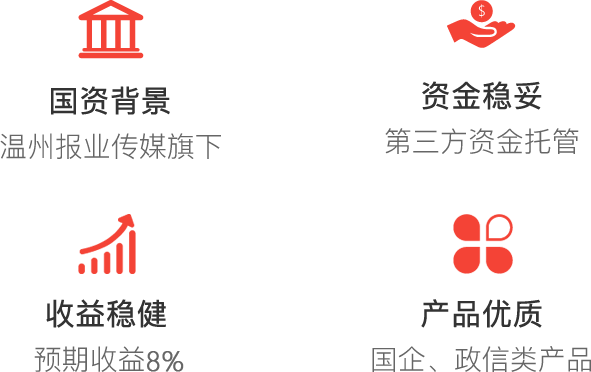 $
国资背景
温州报业传媒旗下
资金稳妥
第三方资金托管
收益稳健
预期收益8%
产品优质
国企、政信类产品